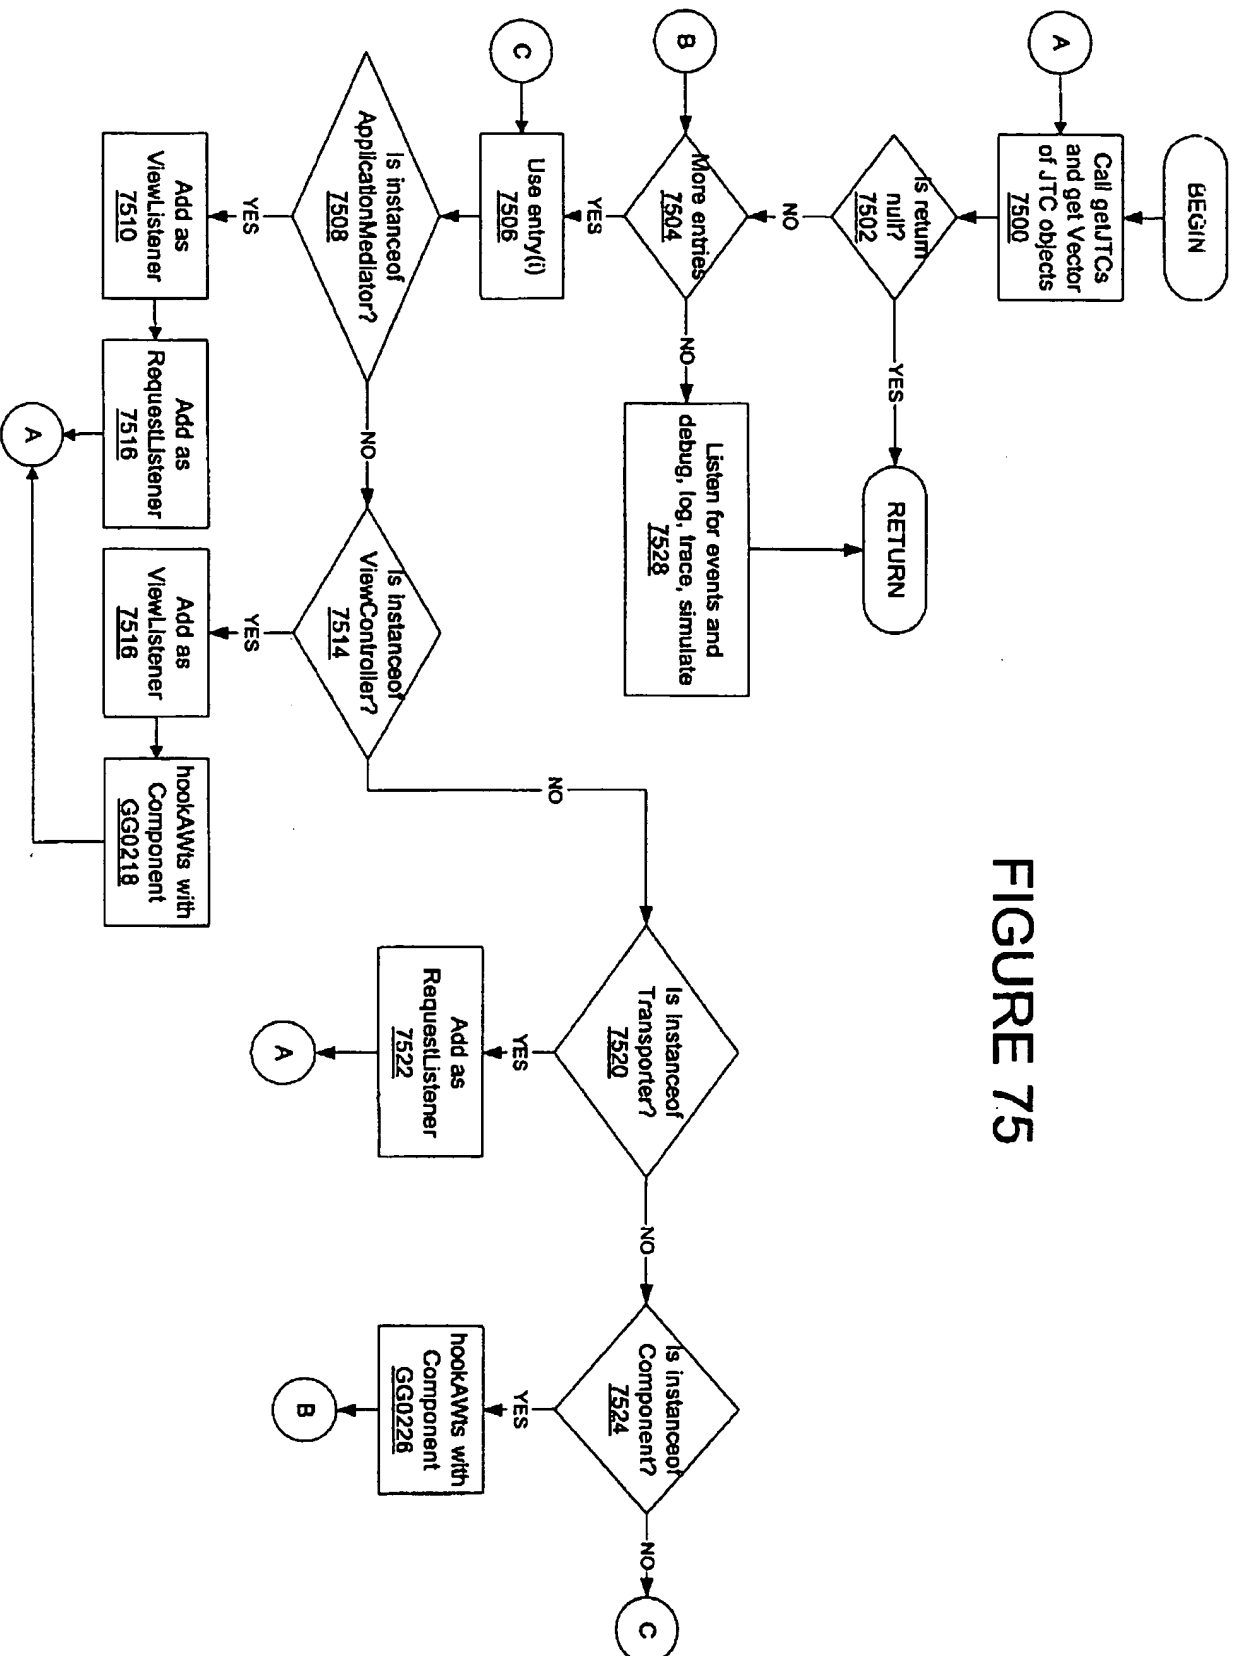 FIGURE 75
BEGIN
A
Call getJTCs
and get Vector
of JTC objects
7500
Is return
null?
7502
YES
RETURN
NO
B
More entries
7504
NO
Listen for events and
debug, log, trace, simulate
7528
YES
C
Use entry(i)
7506
Is instanceof
ApplicationMediator?
7508
NO
Is instanceof
ViewController?
7514
NO
Is instanceof
Transporter?
7520
NO
Is instanceof
Component?
7524
NO
C
YES
Add as
ViewListener
7510
Add as
RequestListener
7516
A
YES
Add as
ViewListener
7516
hookAWts with
Component
GG0218
YES
Add as
RequestListener
7522
A
YES
hookAWts with
Component
GG0226
B